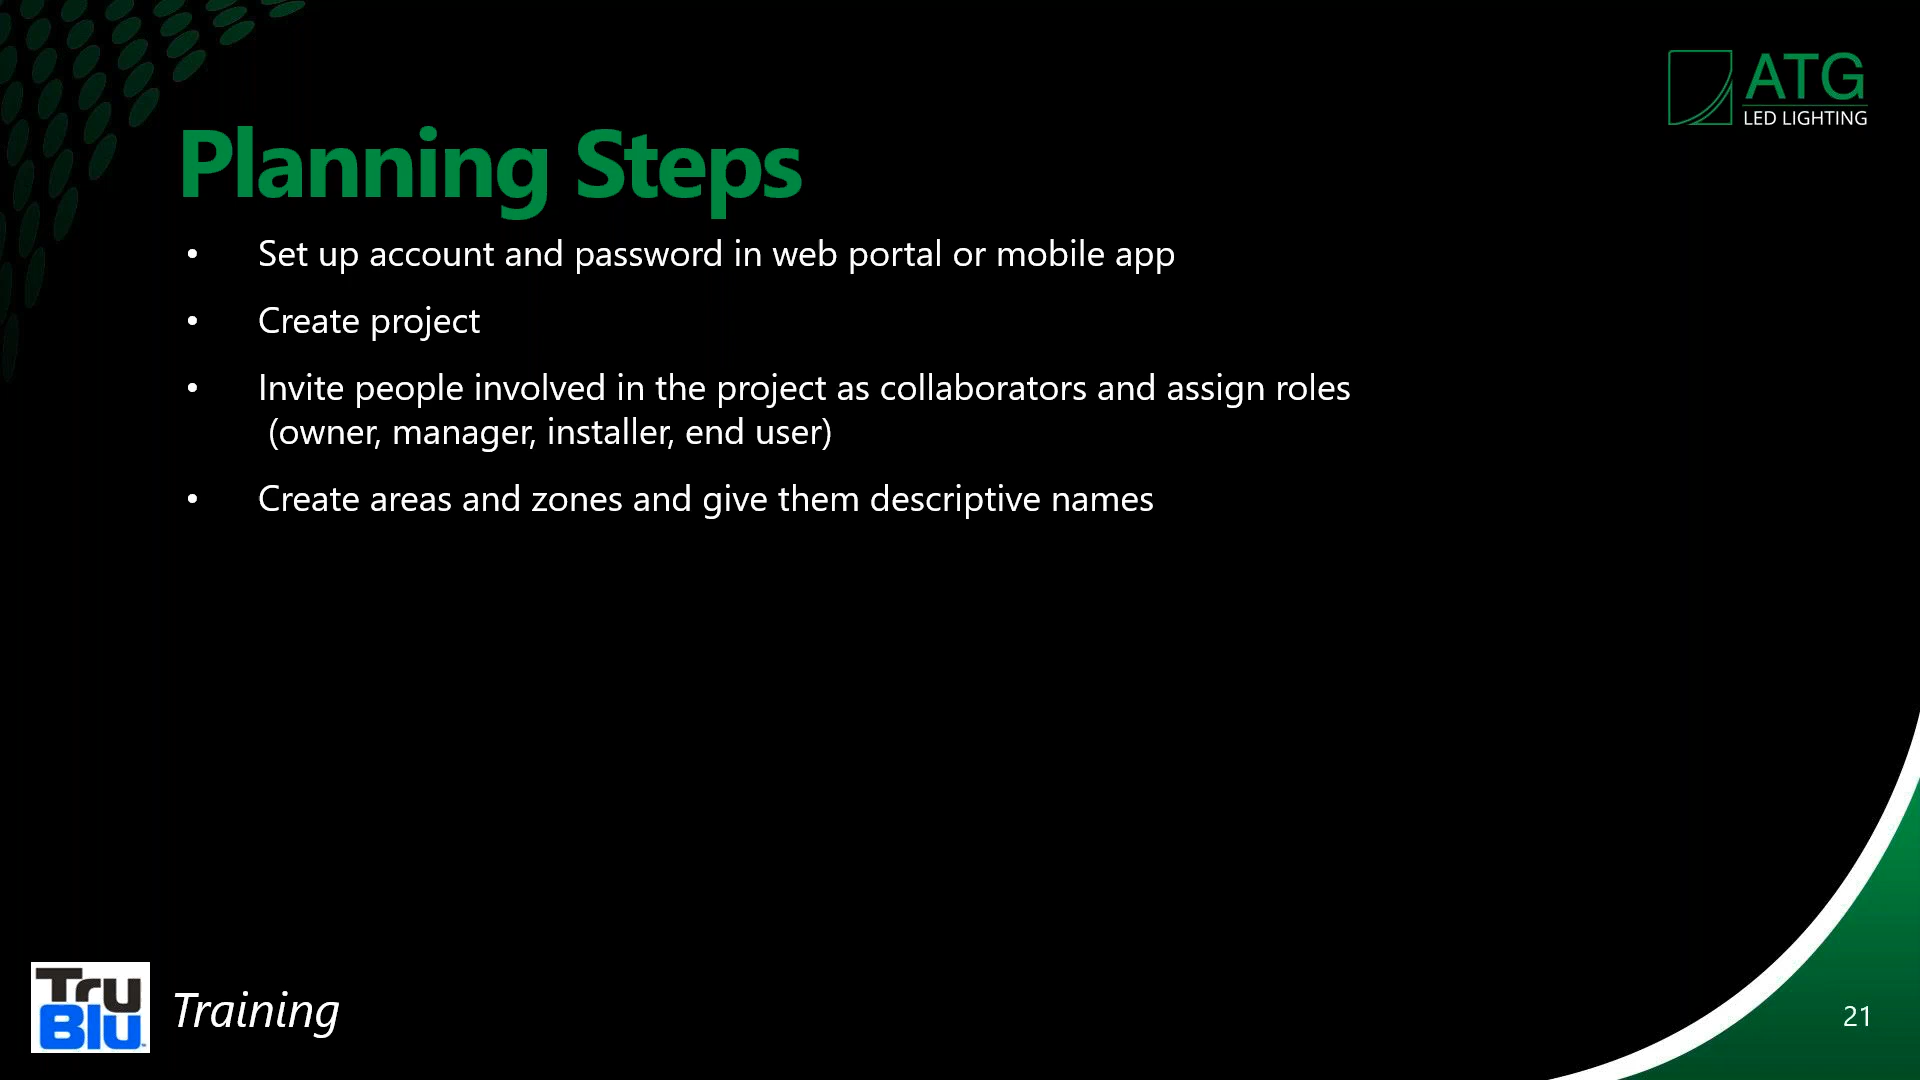 ATG
LED LIGHTING
Planning Steps
• Set up account and password in web portal or mobile app
• Create project
• Invite people involved in the project as collaborators and assign roles
(owner, manager, installer, end user)
• Create areas and zones and give them descriptive names
Tru
Blu
Training
21